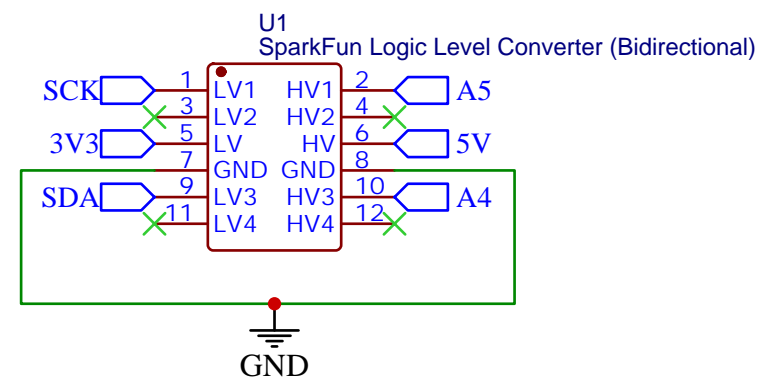 U1
SparkFun Logic Level Converter (Bidirectional)
SCK 1 LV1 HV1 2 A5
3 LV2 HV2 4
3V3 5 LV HV 6 5V
7 GND GND 8
SDA 9 LV3 HV3 10 A4
11 LV4 HV4 12
GND